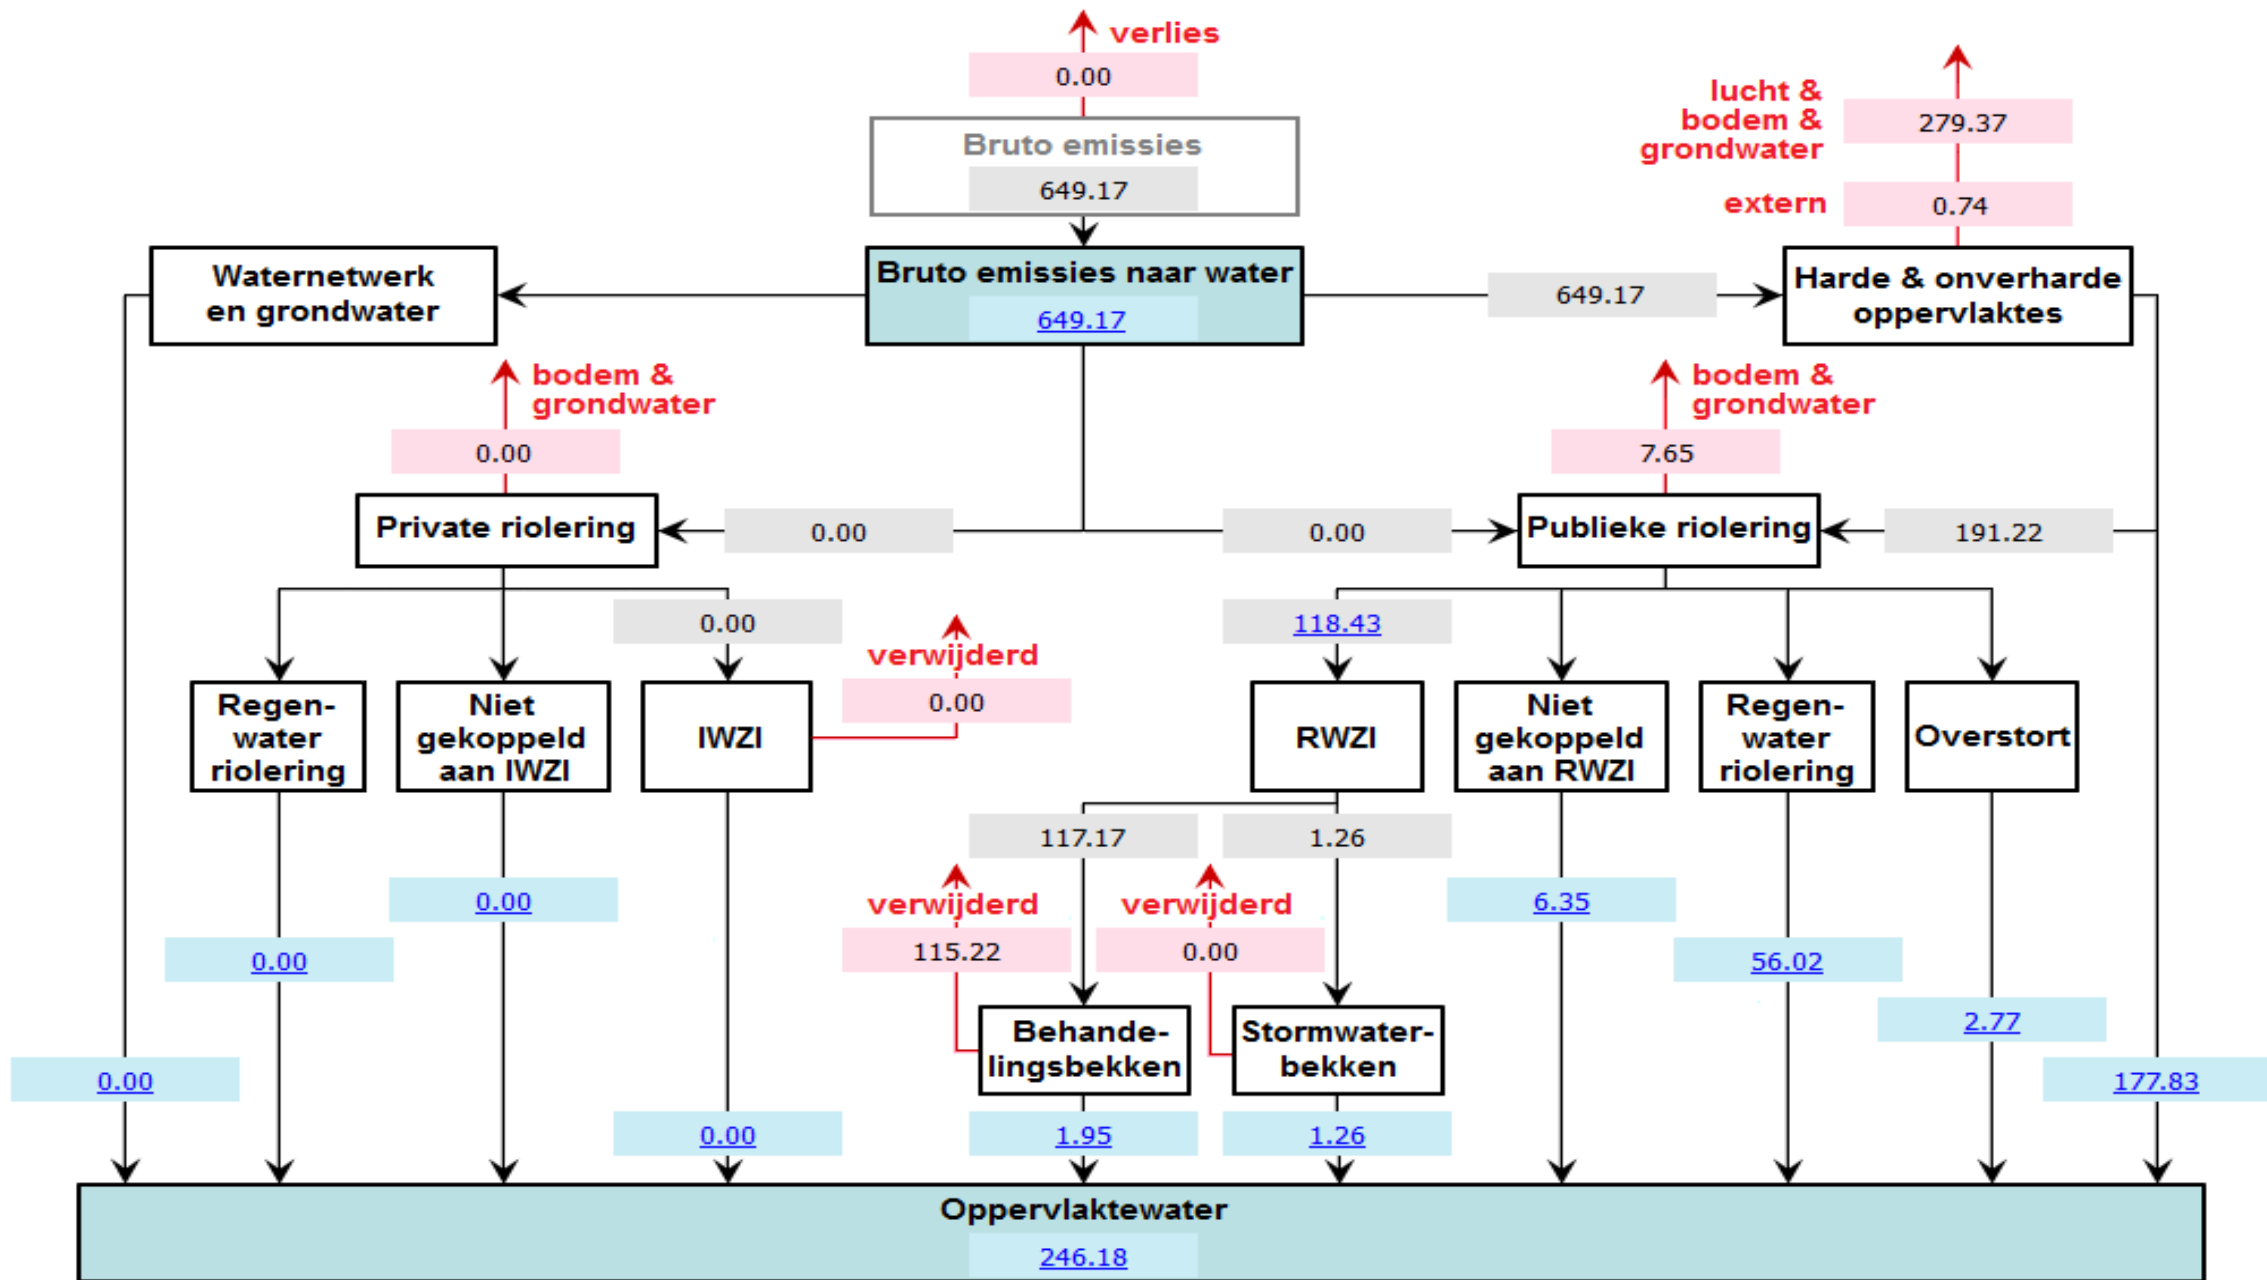 verlies
0.00
Bruto emissies
649.17
lucht &
bodem &
grondwater
279.37
extern
0.74
Waternetwerk
en grondwater
Bruto emissies naar water
649.17
649.17
Harde & onverharde
oppervlaktes
bodem &
grondwater
0.00
bodem &
grondwater
7.65
Private riolering
0.00
0.00
Publieke riolering
191.22
0.00
verwijderd
0.00
118.43
Regen-
water
riolering
Niet
gekoppeld
aan IWZI
IWZI
RWZI
Niet
gekoppeld
aan RWZI
Regen-
water
riolering
Overstort
117.17
1.26
0.00
0.00
verwijderd
115.22
verwijderd
0.00
6.35
56.02
2.77
Behande-
lingsbekken
Stormwater-
bekken
0.00
0.00
1.95
1.26
177.83
Oppervlaktewater
246.18